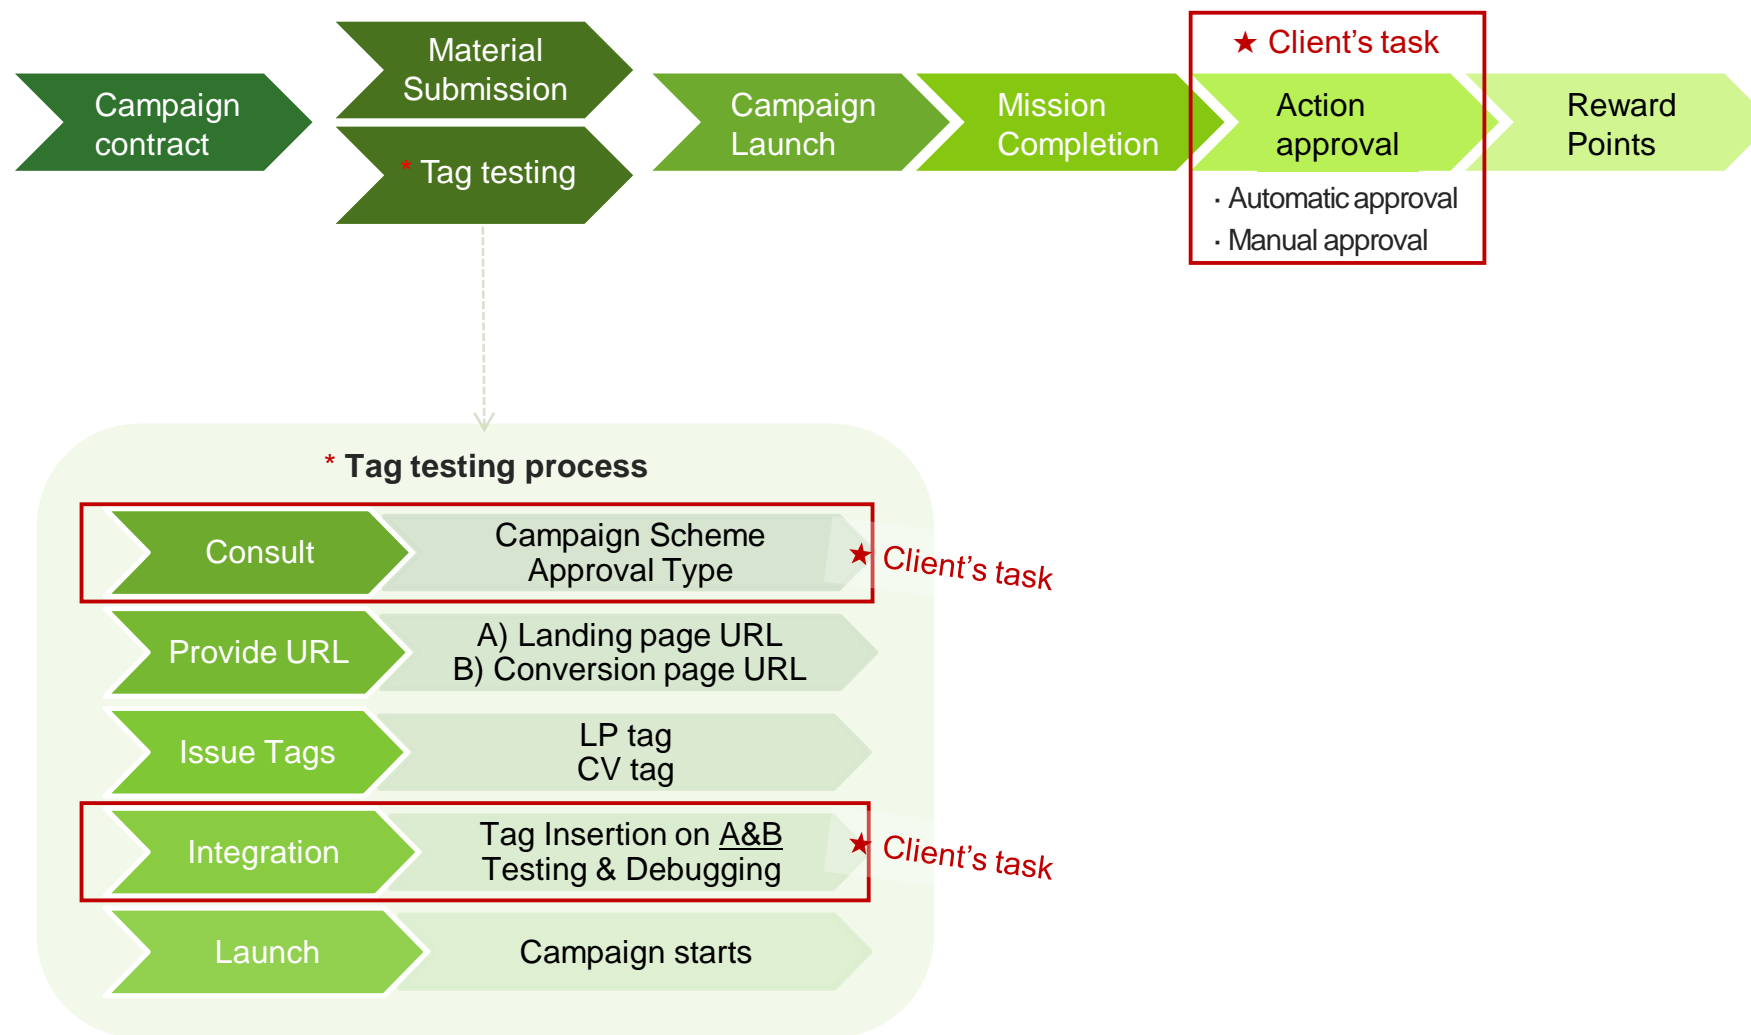 Campaign
contract
Material
Submission
* Tag testing
Campaign
Launch
Mission
Completion
★ Client's task
Action
approval
· Automatic approval
· Manual approval
Reward
Points
* Tag testing process
Consult
Campaign Scheme
Approval Type
★ Client's task
Provide URL
A) Landing page URL
B) Conversion page URL
Issue Tags
LP tag
CV tag
Integration
Tag Insertion on A&B
Testing & Debugging
★ Client's task
Launch
Campaign starts